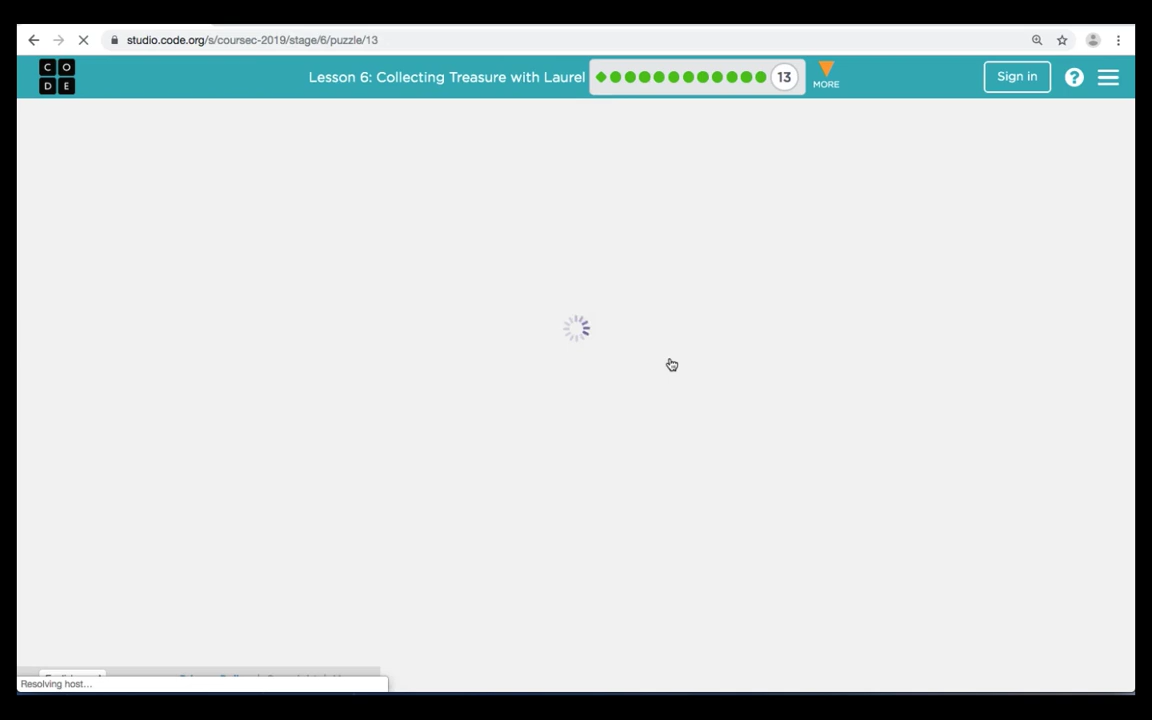 studio.code.org/s/coursec-2019/stage/6/puzzle/13
C O
D E
Lesson 6: Collecting Treasure with Laurel
13
MORE
Sign in
?
Resolving host...